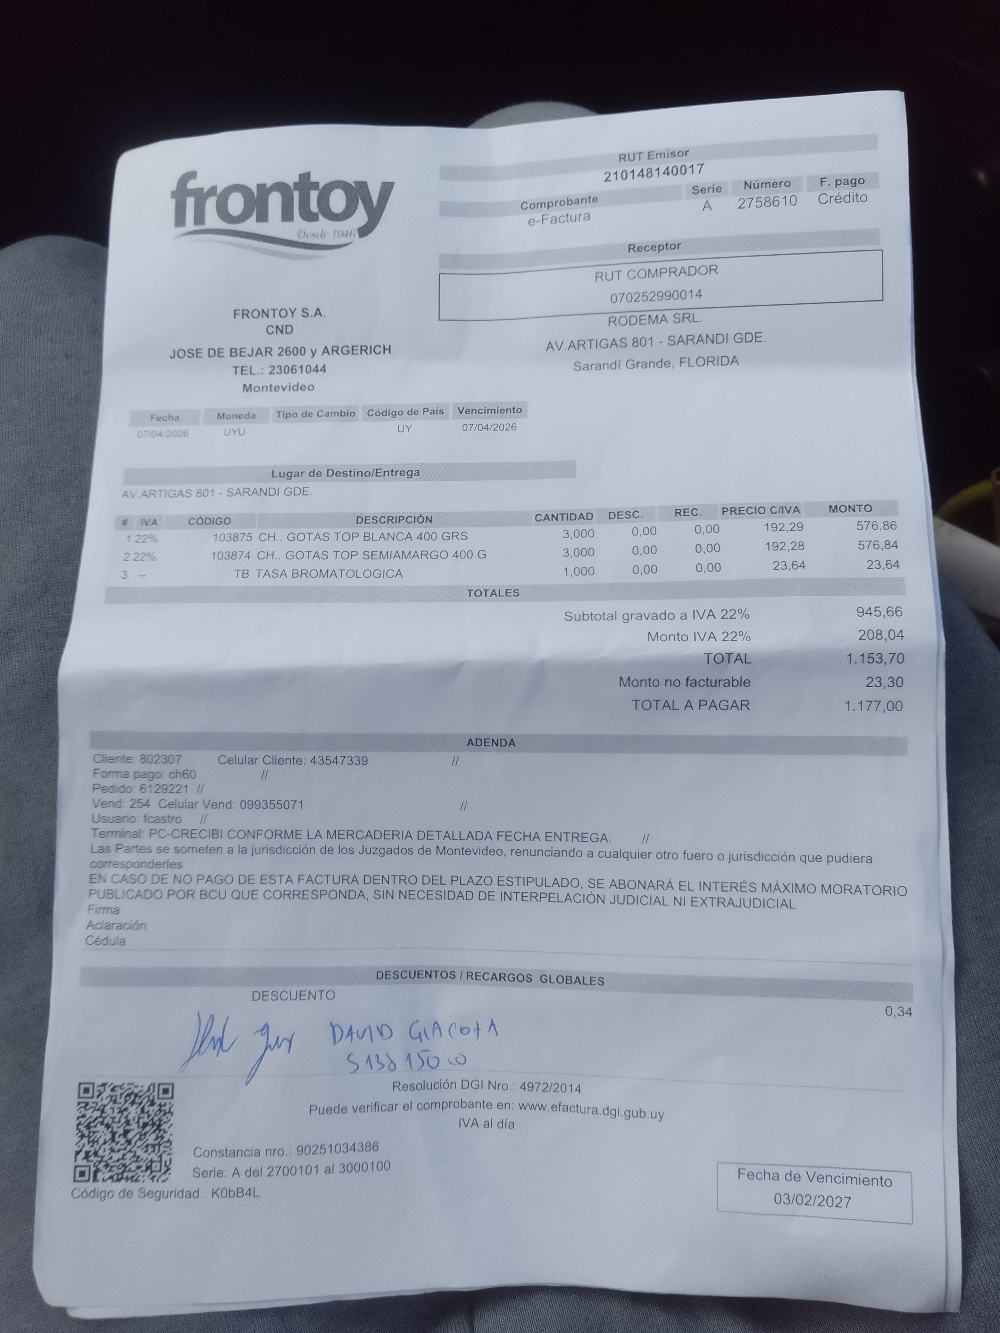 frontoy
Desde 1946
FRONTOY S.A.
CND
JOSE DE BEJAR 2600 y ARGERICH
TEL.: 23061044
Montevideo
RUT Emisor
210148140017
Comprobante Serie Número F. pago
e-Factura A 2758610 Crédito
Receptor
RUT COMPRADOR
070252990014
RODEMA SRL
AV.ARTIGAS 801 - SARANDI GDE.
Sarandí Grande, FLORIDA
Fecha Moneda Tipo de Cambio Código de País Vencimiento
07/04/2026 UYU UY 07/04/2026
Lugar de Destino/Entrega
AV.ARTIGAS 801 - SARANDI GDE.
# IVA CÓDIGO DESCRIPCIÓN CANTIDAD DESC. REC. PRECIO C/IVA MONTO
1 22% 103875 CH.. GOTAS TOP BLANCA 400 GRS 3,000 0,00 0,00 192,29 576,86
2 22% 103874 CH.. GOTAS TOP SEMIAMARGO 400 G 3,000 0,00 0,00 192,28 576,84
3 -- TB TASA BROMATOLOGICA 1,000 0,00 0,00 23,64 23,64
TOTALES
Subtotal gravado a IVA 22% 945,66
Monto IVA 22% 208,04
TOTAL 1.153,70
Monto no facturable 23,30
TOTAL A PAGAR 1.177,00
ADENDA
Cliente: 802307 Celular Cliente: 43547339 //
Forma pago: ch60 //
Pedido: 6129221 //
Vend: 254 Celular Vend: 099355071 //
Usuario: fcastro //
Terminal: PC-CRECIBI CONFORME LA MERCADERIA DETALLADA FECHA ENTREGA: //
Las Partes se someten a la jurisdicción de los Juzgados de Montevideo, renunciando a cualquier otro fuero o jurisdicción que pudiera
corresponderles
EN CASO DE NO PAGO DE ESTA FACTURA DENTRO DEL PLAZO ESTIPULADO, SE ABONARÁ EL INTERÉS MÁXIMO MORATORIO
PUBLICADO POR BCU QUE CORRESPONDA, SIN NECESIDAD DE INTERPELACIÓN JUDICIAL NI EXTRAJUDICIAL
Firma
Aclaración
Cédula
DESCUENTOS / RECARGOS GLOBALES
DESCUENTO 0,34
DAVID GIACOSA
Resolución DGI Nro.: 4972/2014
Puede verificar el comprobante en: www.efactura.dgi.gub.uy
IVA al día
Constancia nro.: 90251034386
Serie: A del 2700101 al 3000100
Código de Seguridad : K0bB4L
Fecha de Vencimiento
03/02/2027